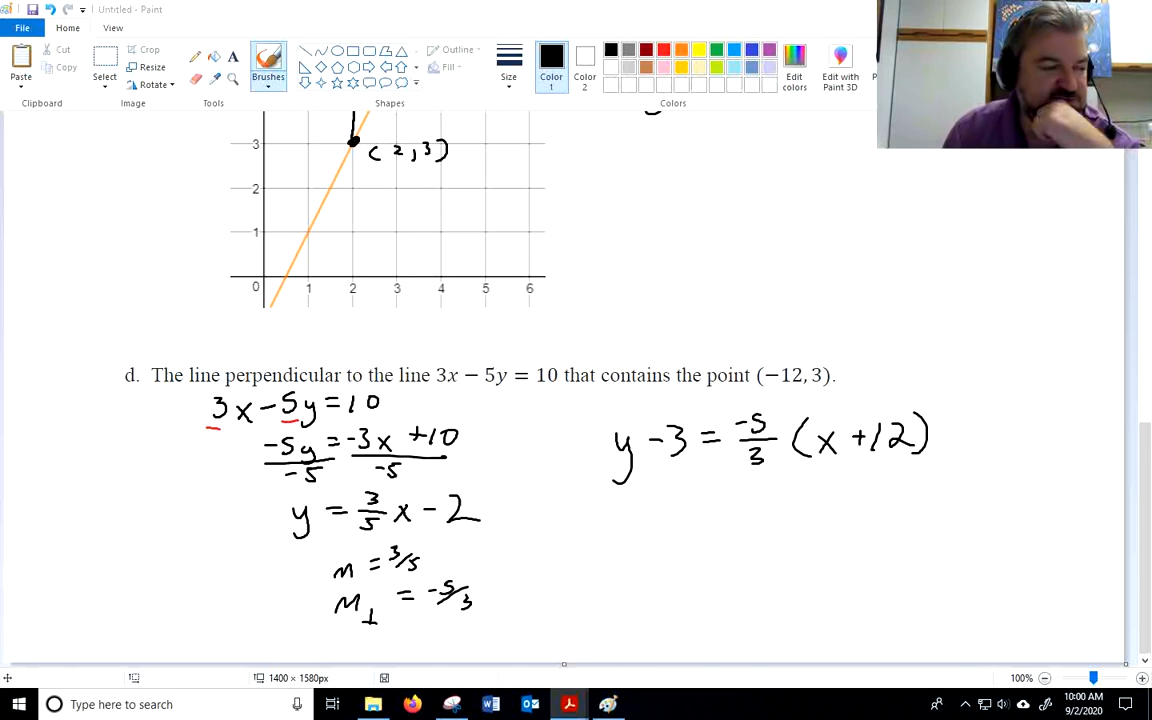 Untitled - Paint
File Home View
Paste
Cut
Copy
Clipboard
Select
Crop
Resize
Rotate
Image
A
Tools
Brushes
Outline
Fill
Shapes
Size
Color 1
Color 2
Edit colors
Edit with Paint 3D
Colors
3
2
1
0 1 2 3 4 5 6
(2,3)
d. The line perpendicular to the line 3x − 5y = 10 that contains the point (−12, 3).
3x-5y=10
-5y = -3x +10
-5 -5
y = 3/5 x - 2
m = 3/5
m⊥ = -5/3
y -3 = -5/3 (x +12)
1400 × 1580px
100%
Type here to search
10:00 AM
9/2/2020